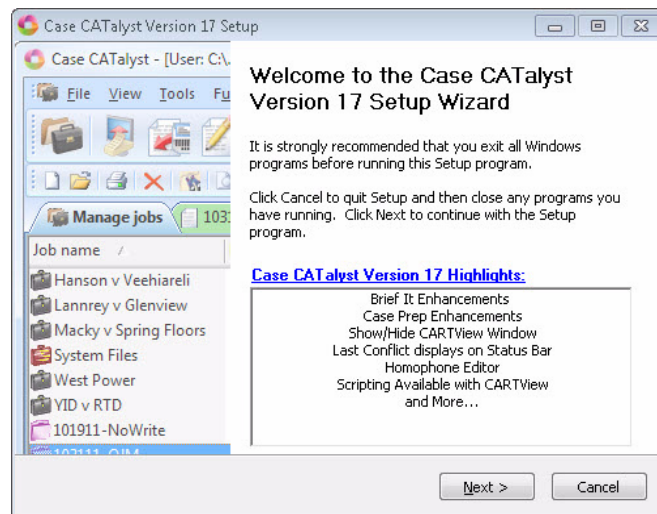 Case CATalyst Version 17 Setup
Case CATalyst - [User: C:\.
File View Tools Fu
Manage jobs 1031
Job name
Hanson v Veehiareli
Lannrey v Glenview
Macky v Spring Floors
System Files
West Power
YID v RTD
101911-NoWrite
102111-OJM
Welcome to the Case CATalyst
Version 17 Setup Wizard
It is strongly recommended that you exit all Windows
programs before running this Setup program.
Click Cancel to quit Setup and then close any programs you
have running. Click Next to continue with the Setup
program.
Case CATalyst Version 17 Highlights:
Brief It Enhancements
Case Prep Enhancements
Show/Hide CARTView Window
Last Conflict displays on Status Bar
Homophone Editor
Scripting Available with CARTView
and More...
Next >
Cancel